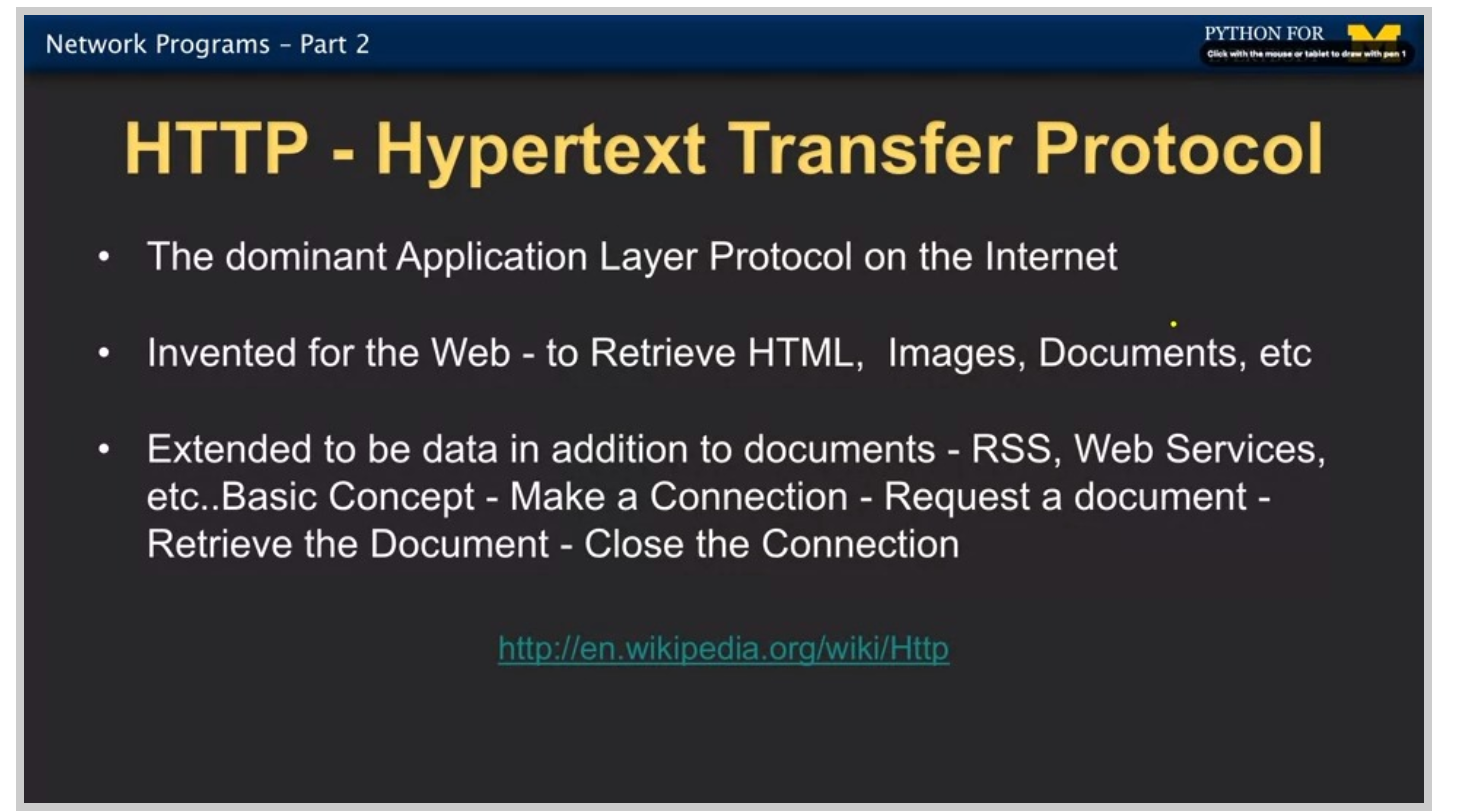 Network Programs – Part 2
PYTHON FOR
Click with the mouse or tablet to draw with pen 1
HTTP - Hypertext Transfer Protocol
• The dominant Application Layer Protocol on the Internet
• Invented for the Web - to Retrieve HTML, Images, Documents, etc
• Extended to be data in addition to documents - RSS, Web Services,
etc..Basic Concept - Make a Connection - Request a document -
Retrieve the Document - Close the Connection
http://en.wikipedia.org/wiki/Http